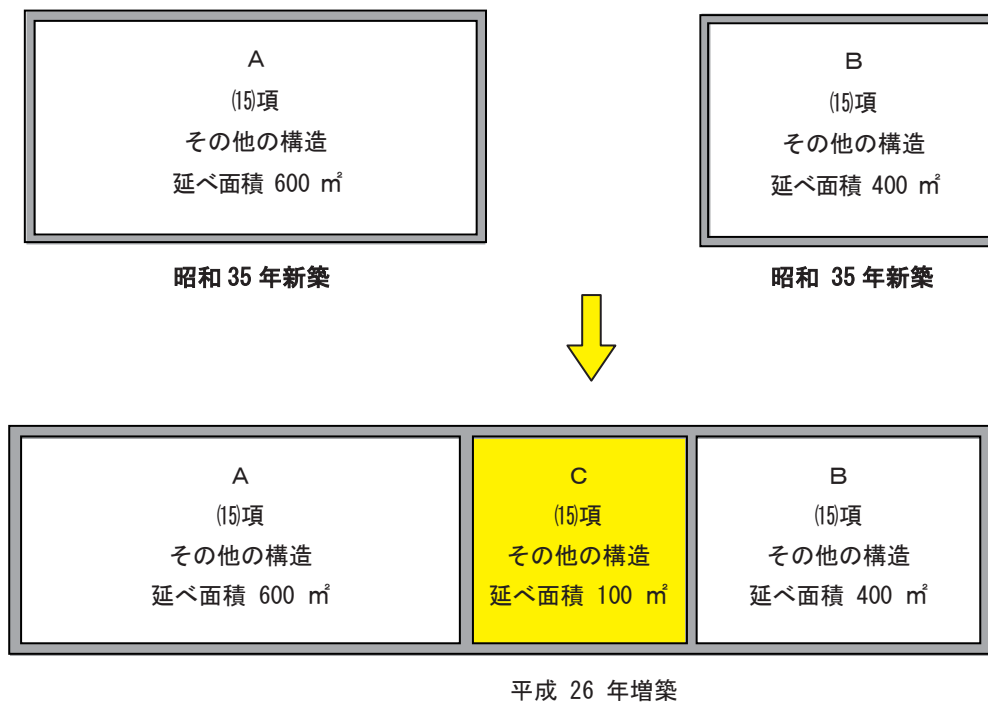 A
⒂項
その他の構造
延べ面積 600 ㎡
昭和 35 年新築
B
⒂項
その他の構造
延べ面積 400 ㎡
昭和 35 年新築
A
⒂項
その他の構造
延べ面積 600 ㎡
C
⒂項
その他の構造
延べ面積 100 ㎡
B
⒂項
その他の構造
延べ面積 400 ㎡
平成 26 年増築